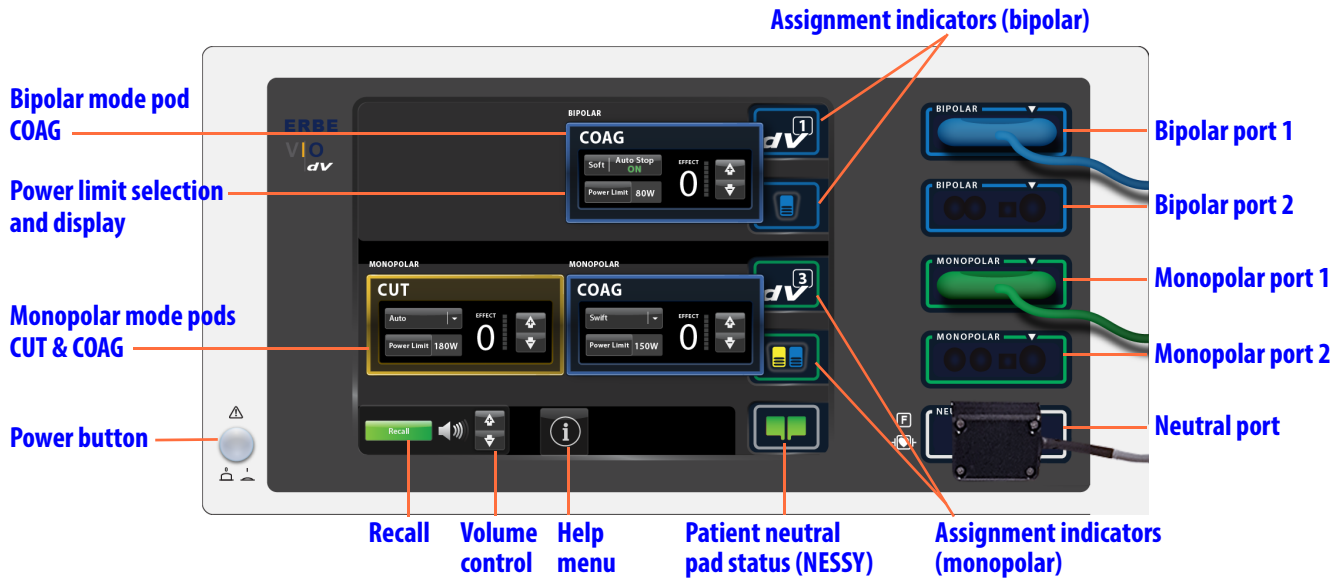 Assignment indicators (bipolar)
Bipolar mode pod
COAG
Power limit selection
and display
Monopolar mode pods
CUT & COAG
Power button
ERBE
VIO
dV
BIPOLAR
COAG
Soft
Auto Stop
ON
EFFECT
0
Power Limit 80W
1
dV
MONOPOLAR
CUT
Auto
EFFECT
0
Power Limit 180W
MONOPOLAR
COAG
Swift
EFFECT
0
Power Limit 150W
3
dV
Recall
i
0 I
BIPOLAR
BIPOLAR
MONOPOLAR
MONOPOLAR
F
Bipolar port 1
Bipolar port 2
Monopolar port 1
Monopolar port 2
Neutral port
Recall
Volume
control
Help
menu
Patient neutral
pad status (NESSY)
Assignment indicators
(monopolar)